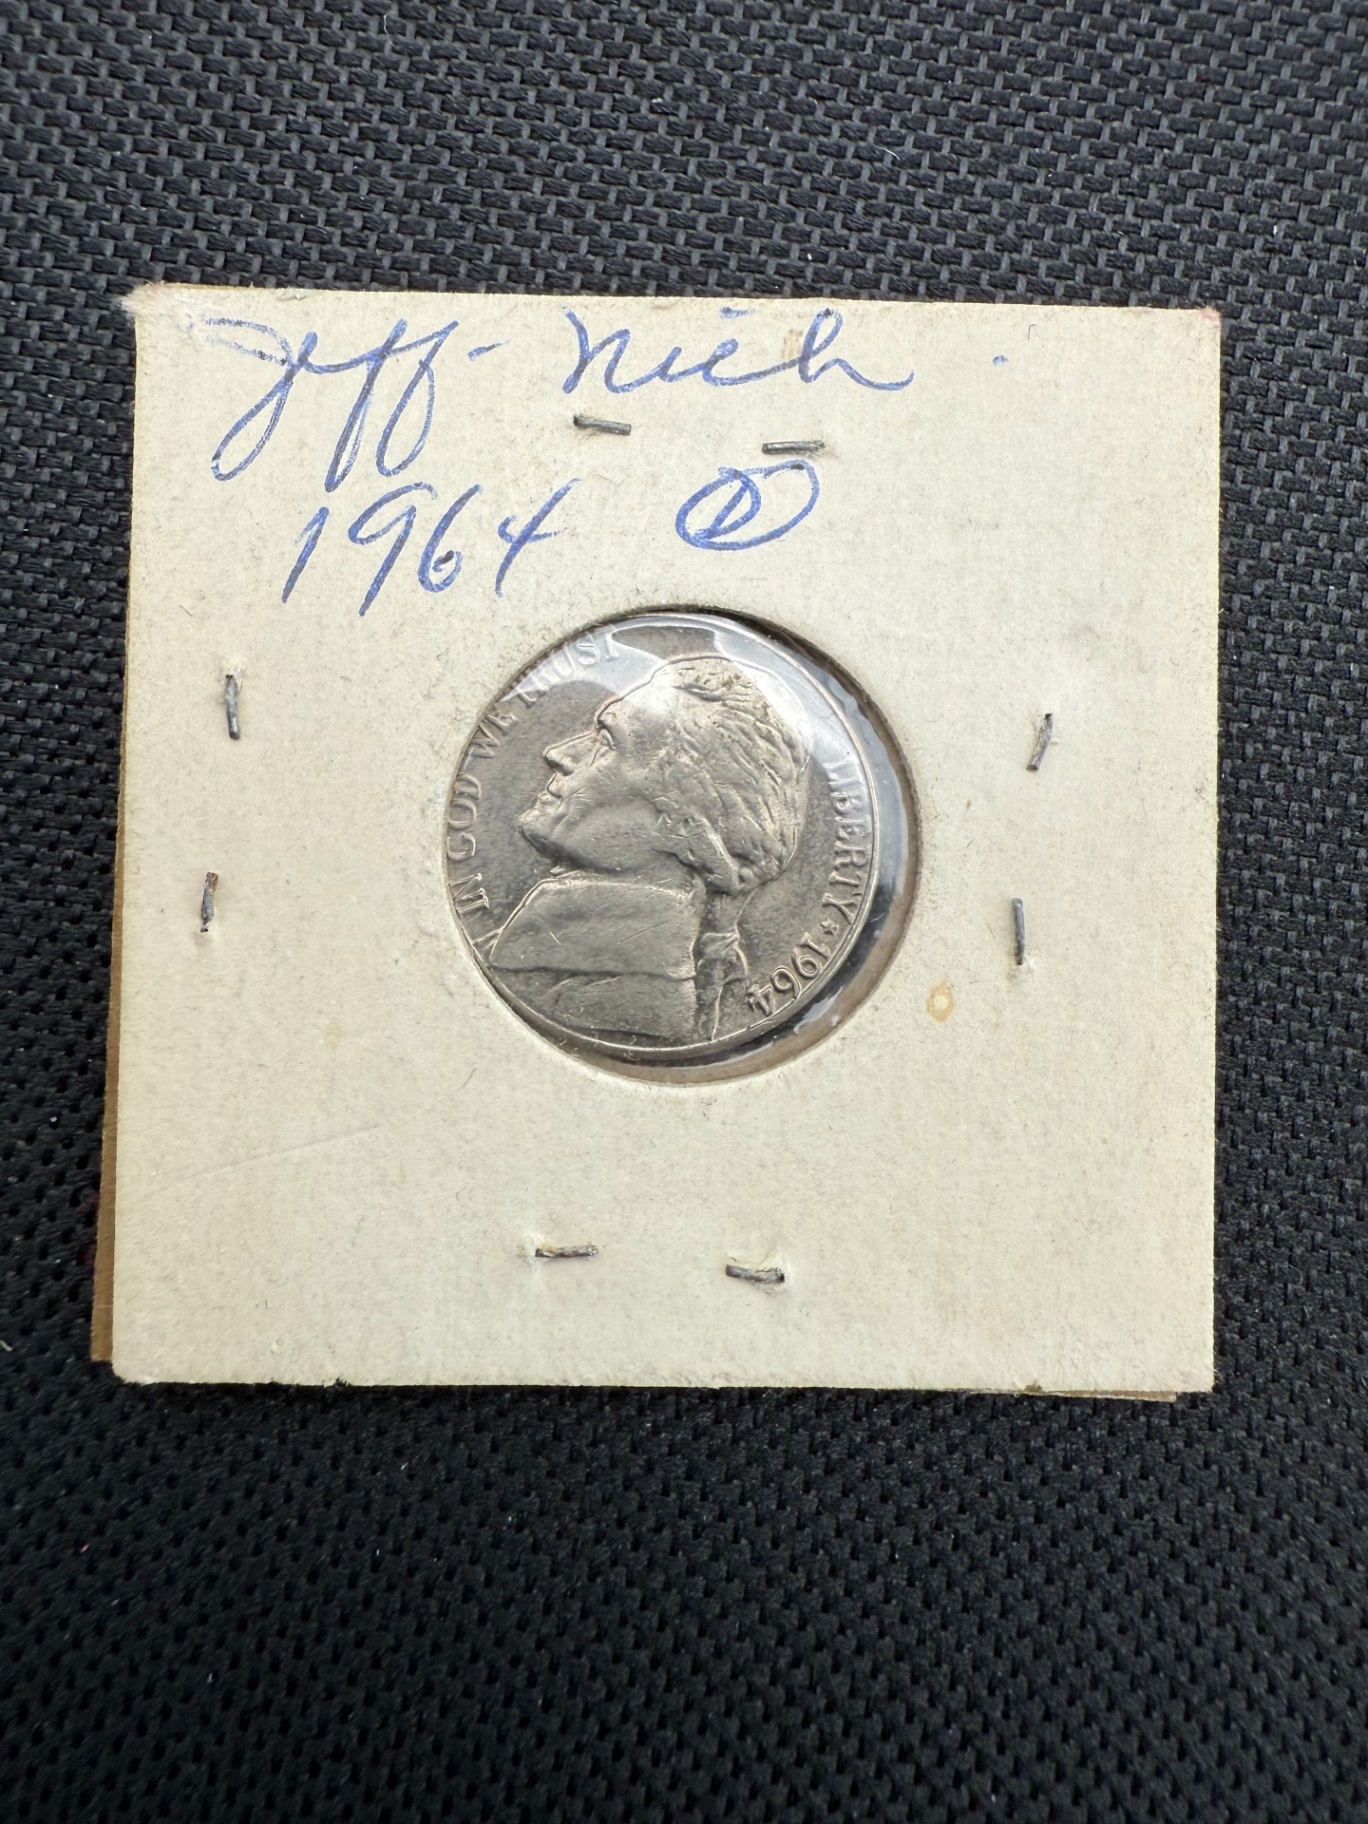 Jeff - Nick
1964 D
IN GOD WE TRUST
LIBERTY ★ 1964